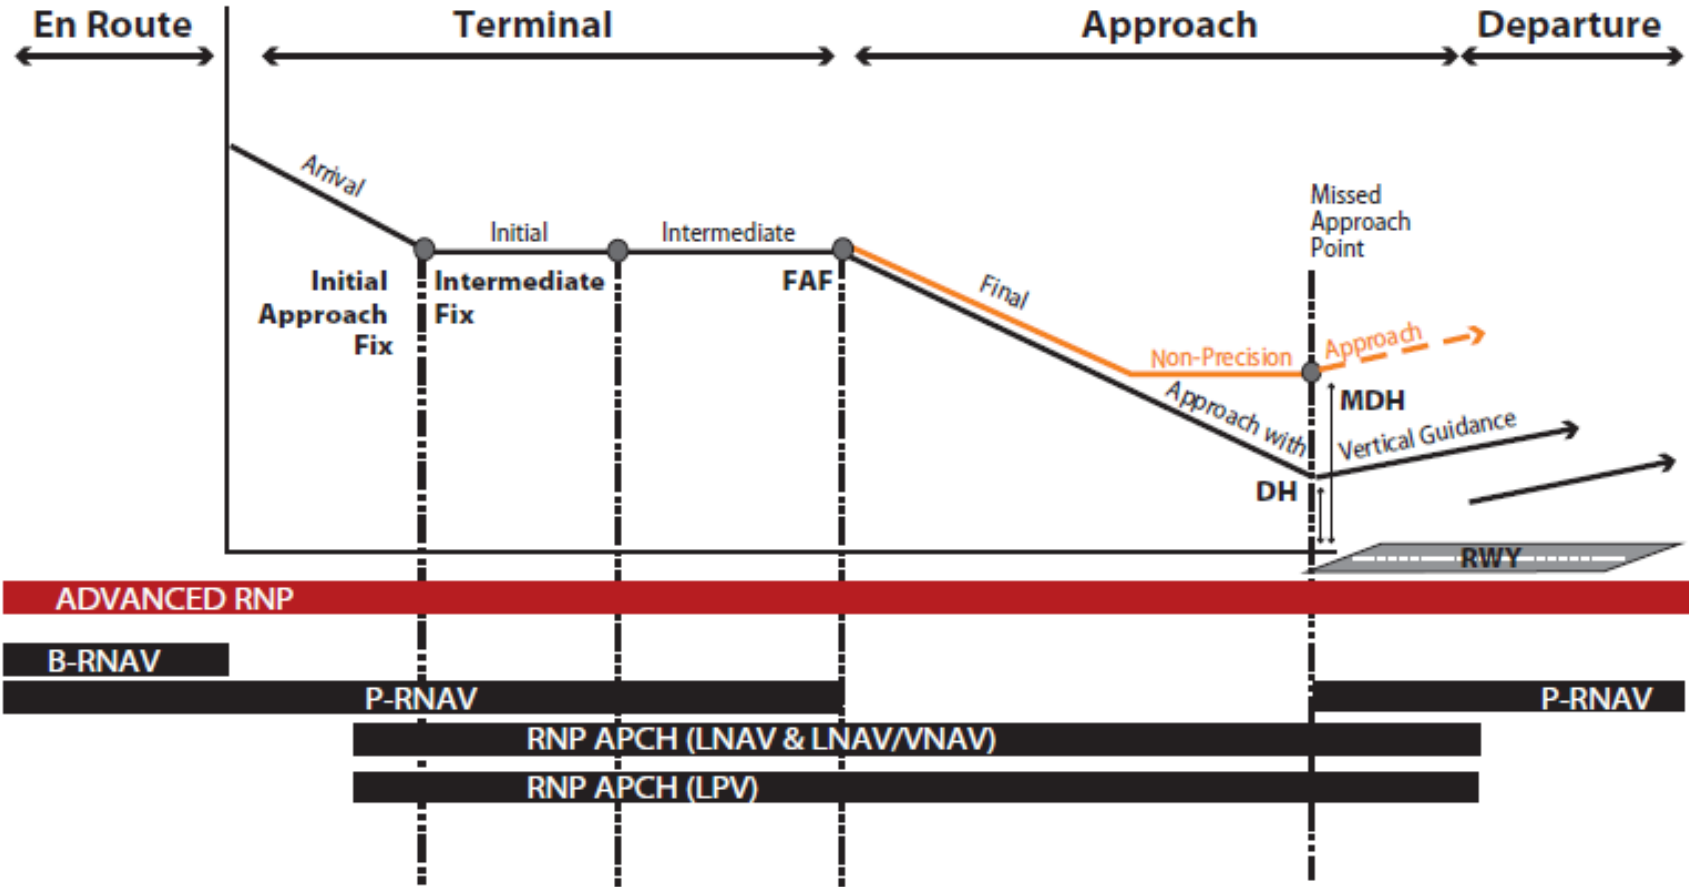 En Route
Terminal
Approach
Departure
Arrival
Initial
Intermediate
Missed
Approach
Point
Initial
Approach
Fix
Intermediate
Fix
FAF
Final
Non-Precision
Approach
Approach with
Vertical Guidance
MDH
DH
RWY
ADVANCED RNP
B-RNAV
P-RNAV
P-RNAV
RNP APCH (LNAV & LNAV/VNAV)
RNP APCH (LPV)